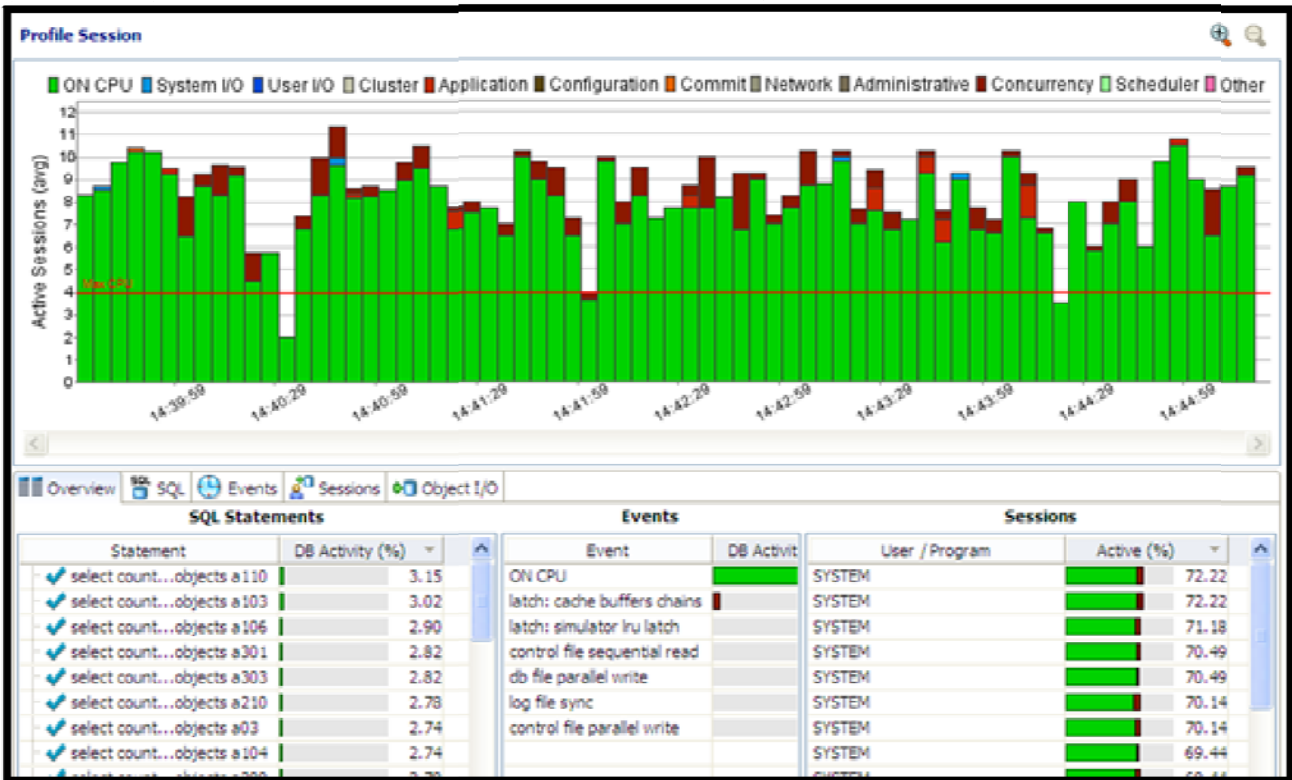 Profile Session
ON CPU System I/O User I/O Cluster Application Configuration Commit Network Administrative Concurrency Scheduler Other
Active Sessions (avg)
12
11
10
9
8
7
6
5
4
3
2
1
0
Max CPU
14:39:59 14:40:29 14:40:59 14:41:29 14:41:59 14:42:29 14:42:59 14:43:29 14:43:59 14:44:29 14:44:59
Overview SQL Events Sessions Object I/O
SQL Statements Events Sessions
Statement DB Activity (%) Event DB Activit User / Program Active (%)
select count...objects a110 3.15 ON CPU SYSTEM 72.22
select count...objects a103 3.02 latch: cache buffers chains SYSTEM 72.22
select count...objects a106 2.90 latch: simulator lru latch SYSTEM 71.18
select count...objects a301 2.82 control file sequential read SYSTEM 70.49
select count...objects a303 2.82 db file parallel write SYSTEM 70.49
select count...objects a210 2.78 log file sync SYSTEM 70.14
select count...objects a03 2.74 control file parallel write SYSTEM 70.14
select count...objects a104 2.74 SYSTEM 69.44